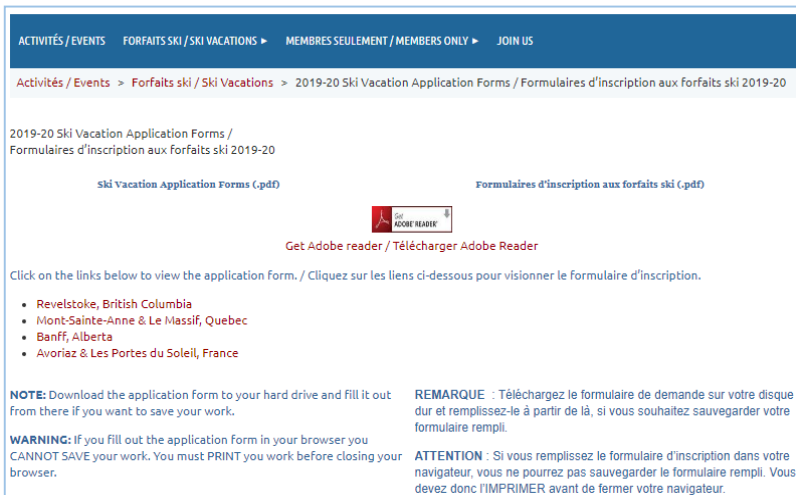 ACTIVITÉS / EVENTS FORFAITS SKI / SKI VACATIONS ► MEMBRES SEULEMENT / MEMBERS ONLY ► JOIN US
Activités / Events > Forfaits ski / Ski Vacations > 2019-20 Ski Vacation Application Forms / Formulaires d'inscription aux forfaits ski 2019-20
2019-20 Ski Vacation Application Forms /
Formulaires d'inscription aux forfaits ski 2019-20
Ski Vacation Application Forms (.pdf)
Formulaires d'inscription aux forfaits ski (.pdf)
Get
ADOBE® READER®
Get Adobe reader / Télécharger Adobe Reader
Click on the links below to view the application form. / Cliquez sur les liens ci-dessous pour visionner le formulaire d'inscription.
• Revelstoke, British Columbia
• Mont-Sainte-Anne & Le Massif, Quebec
• Banff, Alberta
• Avoriaz & Les Portes du Soleil, France
NOTE: Download the application form to your hard drive and fill it out
from there if you want to save your work.
WARNING: If you fill out the application form in your browser you
CANNOT SAVE your work. You must PRINT you work before closing your
browser.
REMARQUE : Téléchargez le formulaire de demande sur votre disque
dur et remplissez-le à partir de lá, si vous souhaitez sauvegarder votre
formulaire rempli.
ATTENTION : Si vous remplissez le formulaire d'inscription dans votre
navigateur, vous ne pourrez pas sauvegarder le formulaire rempli. Vous
devez donc l'IMPRIMER avant de fermer votre navigateur.